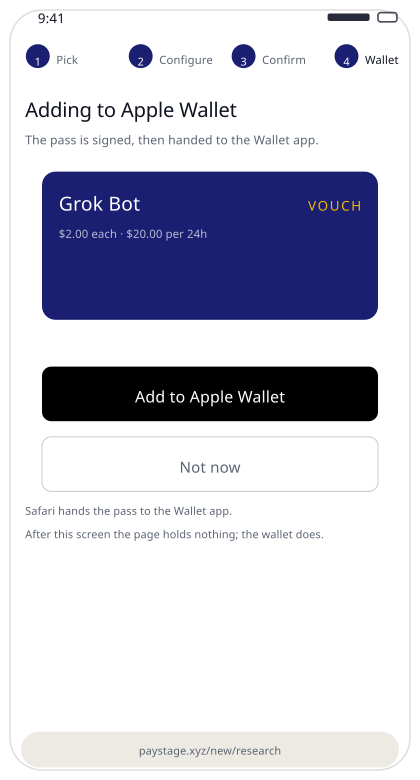 9:41
1 Pick 2 Configure 3 Confirm 4 Wallet
Adding to Apple Wallet
The pass is signed, then handed to the Wallet app.
Grok Bot VOUCH
$2.00 each · $20.00 per 24h
Add to Apple Wallet
Not now
Safari hands the pass to the Wallet app.
After this screen the page holds nothing; the wallet does.
paystage.xyz/new/research